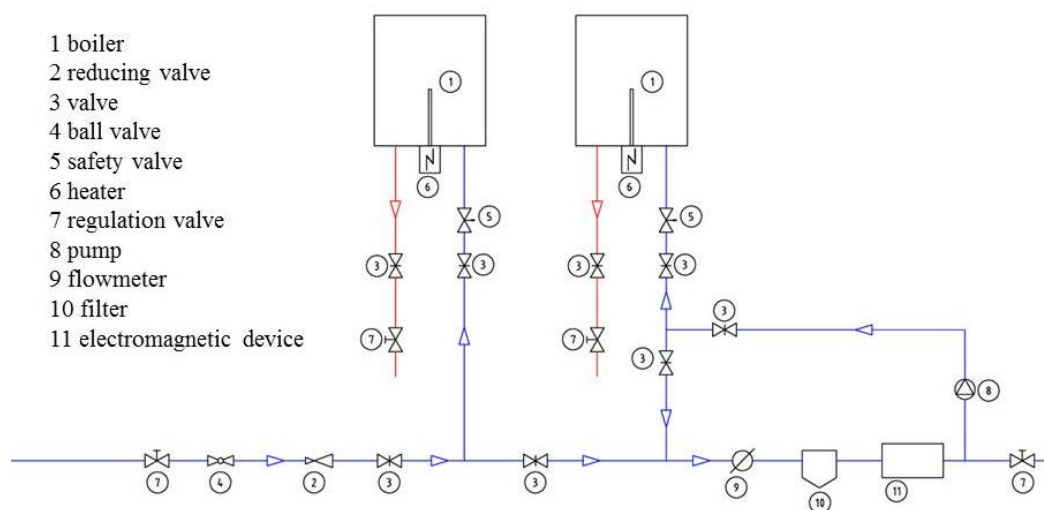 1 boiler
2 reducing valve
3 valve
4 ball valve
5 safety valve
6 heater
7 regulation valve
8 pump
9 flowmeter
10 filter
11 electromagnetic device
1
1
6
6
5
5
3
3
3
3
3
7
7
3
8
7
4
2
3
3
9
10
11
7